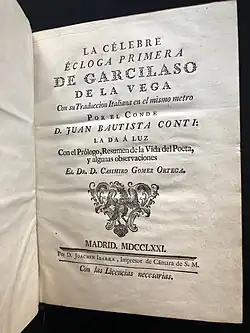 LA CÉLEBRE
ÉCLOGA PRIMERA
DE GARCILASO
DE LA VEGA
Con su Traduccion Italiana en el mismo metro
POR EL CONDE
D. JUAN BAUTISTA CONTI:
LA DA Á LUZ
Con el Prólogo, Resumen de la Vida del Poeta,
y algunas observaciones
EL DR. D. CASIMIRO GOMEZ ORTEGA.
MADRID. MDCCLXXI.
Por D. JOACHIN IBARRA, Impresor de Cámara de S. M.
Con las Licencias necesarias.